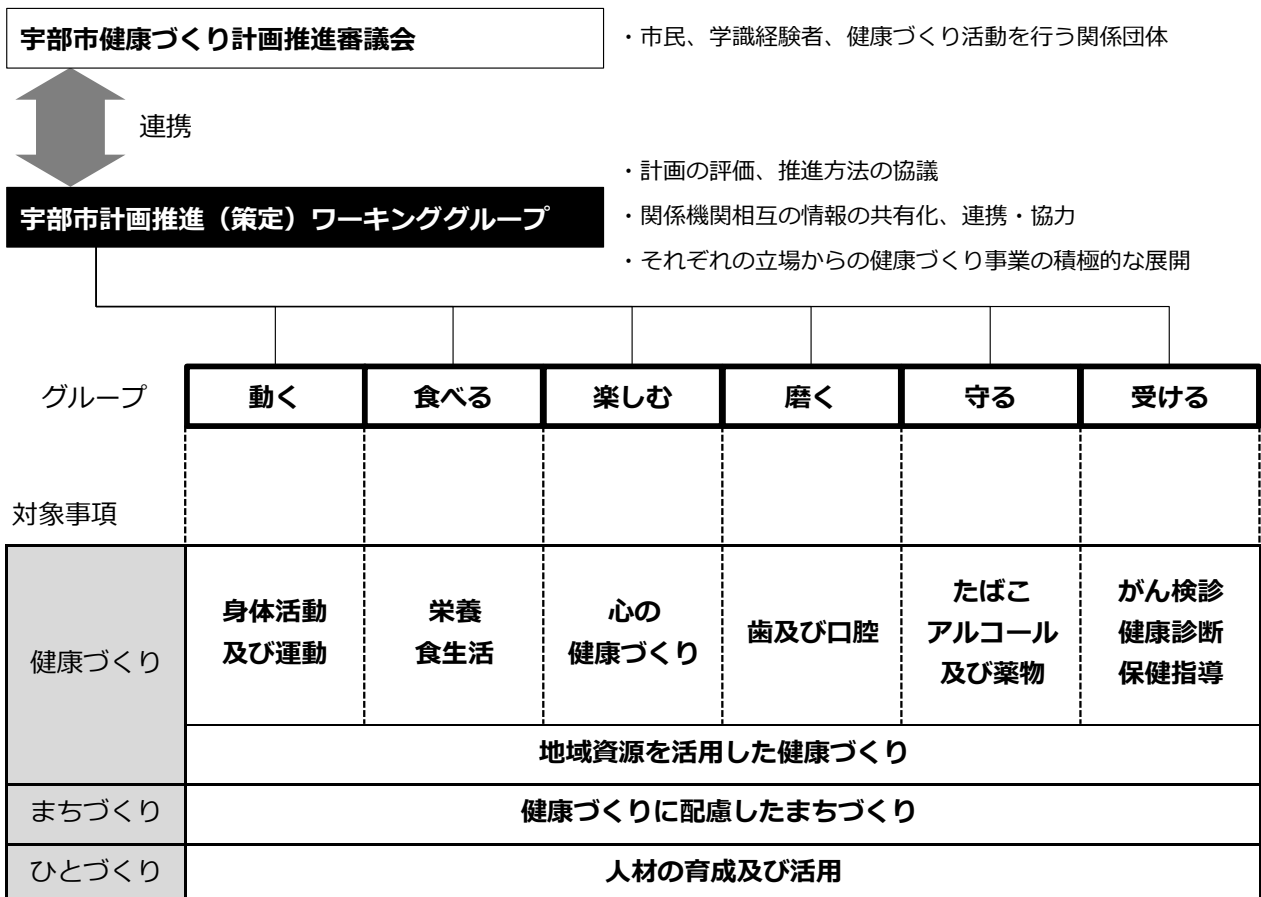 宇部市健康づくり計画推進審議会
・市民、学識経験者、健康づくり活動を行う関係団体
連携
宇部市計画推進（策定）ワーキンググループ
・計画の評価、推進方法の協議
・関係機関相互の情報の共有化、連携・協力
・それぞれの立場からの健康づくり事業の積極的な展開
グループ
動く
食べる
楽しむ
磨く
守る
受ける
対象事項
健康づくり
身体活動
及び運動
栄養
食生活
心の
健康づくり
歯及び口腔
たばこ
アルコール
及び薬物
がん検診
健康診断
保健指導
地域資源を活用した健康づくり
まちづくり
健康づくりに配慮したまちづくり
ひとづくり
人材の育成及び活用